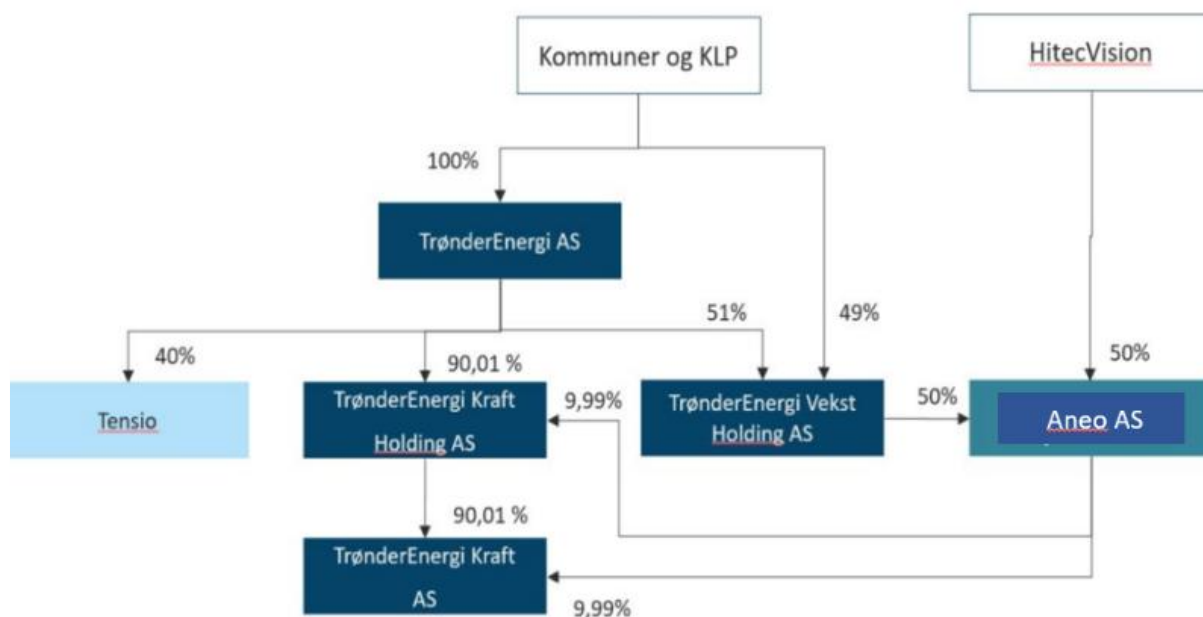 Kommuner og KLP
HitecVision
100%
TrønderEnergi AS
51%
49%
40%
90,01 %
50%
Tensio
TrønderEnergi Kraft
Holding AS
9,99%
TrønderEnergi Vekst
Holding AS
50%
Aneo AS
90,01 %
TrønderEnergi Kraft
AS
9,99%